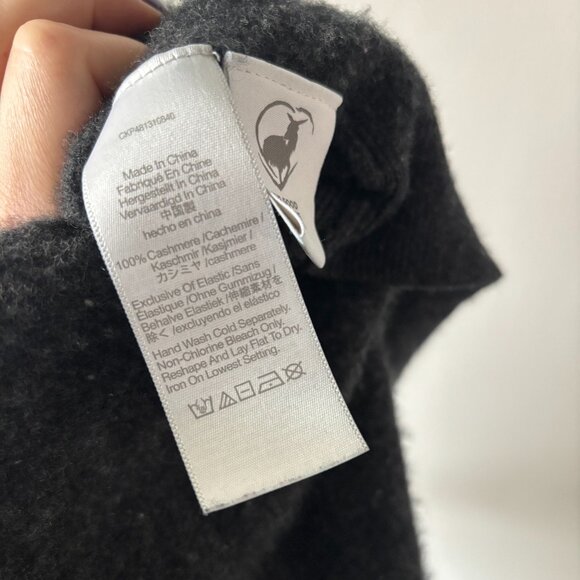 CKP481310840
Made In China
Fabriqué En Chine
Hergestellt In China
Vervaardigd In China
中国製
hecho en china
100% Cashmere /Cachemire /
Kaschmir /Kasjmier /
カシミヤ /cashmere
Exclusive Of Elastic /Sans
Élastique /Ohne Gummizug /
Behalve Elastiek /伸縮素材を
除く /excluyendo el elástico
Hand Wash Cold Separately.
Non-Chlorine Bleach Only.
Reshape And Lay Flat To Dry.
Iron On Lowest Setting.